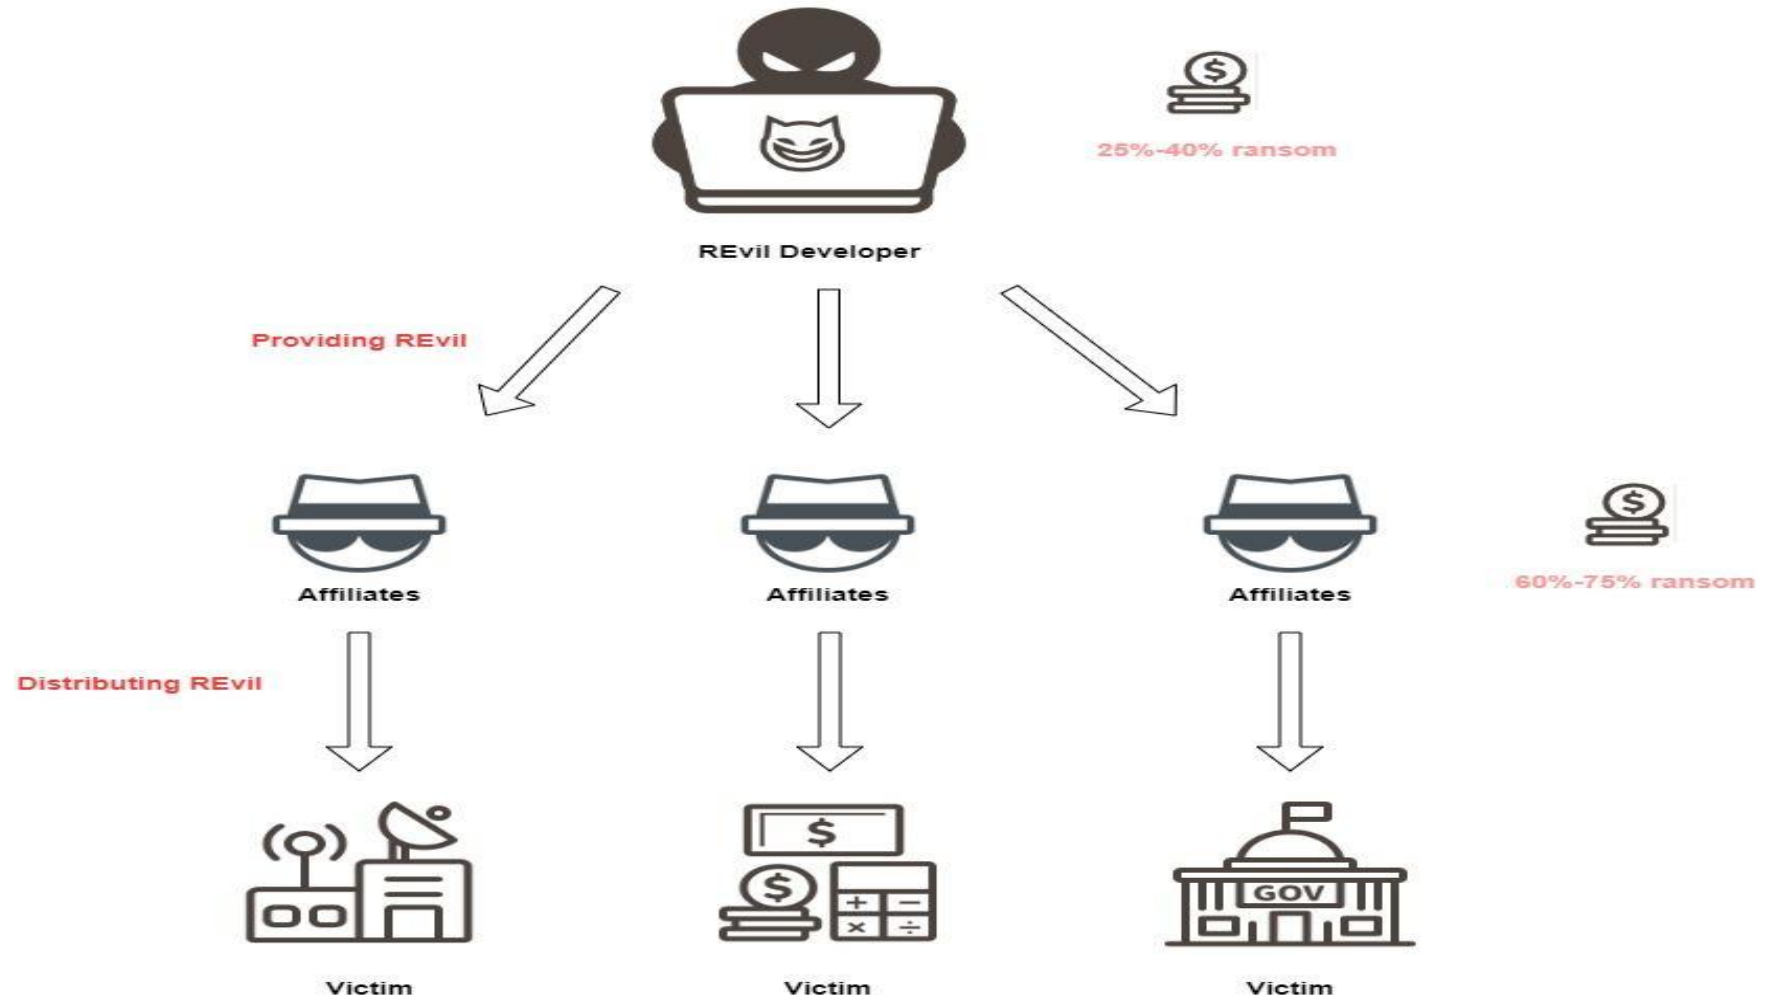 $
25%-40% ransom
REvil Developer
Providing REvil
$
Affiliates
Affiliates
Affiliates
60%-75% ransom
Distributing REvil
$
$
+ −
× ÷
GOV
Victim
Victim
Victim